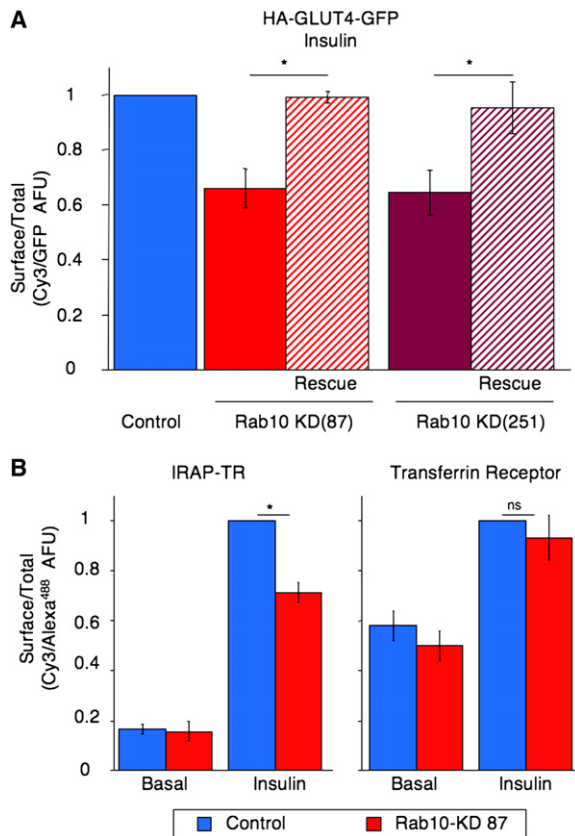 A
HA-GLUT4-GFP
Insulin
Surface/Total
(Cy3/GFP AFU)
1
0.8
0.6
0.4
0.2
0
*
*
Rescue
Rescue
Control
Rab10 KD(87)
Rab10 KD(251)
B
IRAP-TR
Transferrin Receptor
Surface/Total
(Cy3/Alexa488 AFU)
1
0.8
0.6
0.4
0.2
0
*
ns
Basal
Insulin
Basal
Insulin
Control
Rab10-KD 87